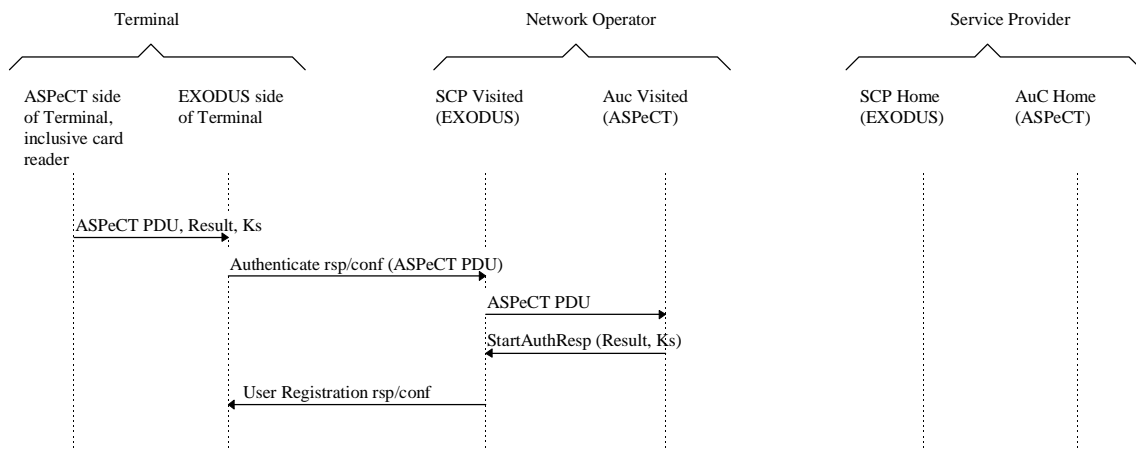 Terminal
Network Operator
Service Provider
ASPeCT side
of Terminal,
inclusive card
reader
EXODUS side
of Terminal
SCP Visited
(EXODUS)
Auc Visited
(ASPeCT)
SCP Home
(EXODUS)
AuC Home
(ASPeCT)
ASPeCT PDU, Result, Ks
Authenticate rsp/conf (ASPeCT PDU)
ASPeCT PDU
StartAuthResp (Result, Ks)
User Registration rsp/conf